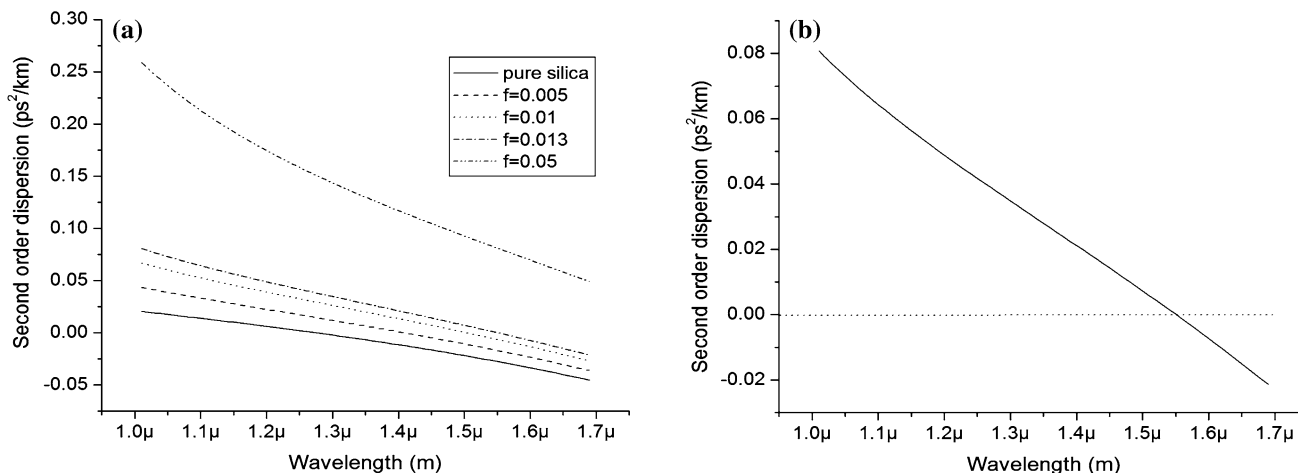 (a)
Second order dispersion (ps²/km)
0.30
0.25
0.20
0.15
0.10
0.05
0.00
-0.05
pure silica
f=0.005
f=0.01
f=0.013
f=0.05
1.0µ 1.1µ 1.2µ 1.3µ 1.4µ 1.5µ 1.6µ 1.7µ
Wavelength (m)
(b)
Second order dispersion (ps²/km)
0.08
0.06
0.04
0.02
0.00
-0.02
1.0µ 1.1µ 1.2µ 1.3µ 1.4µ 1.5µ 1.6µ 1.7µ
Wavelength (m)